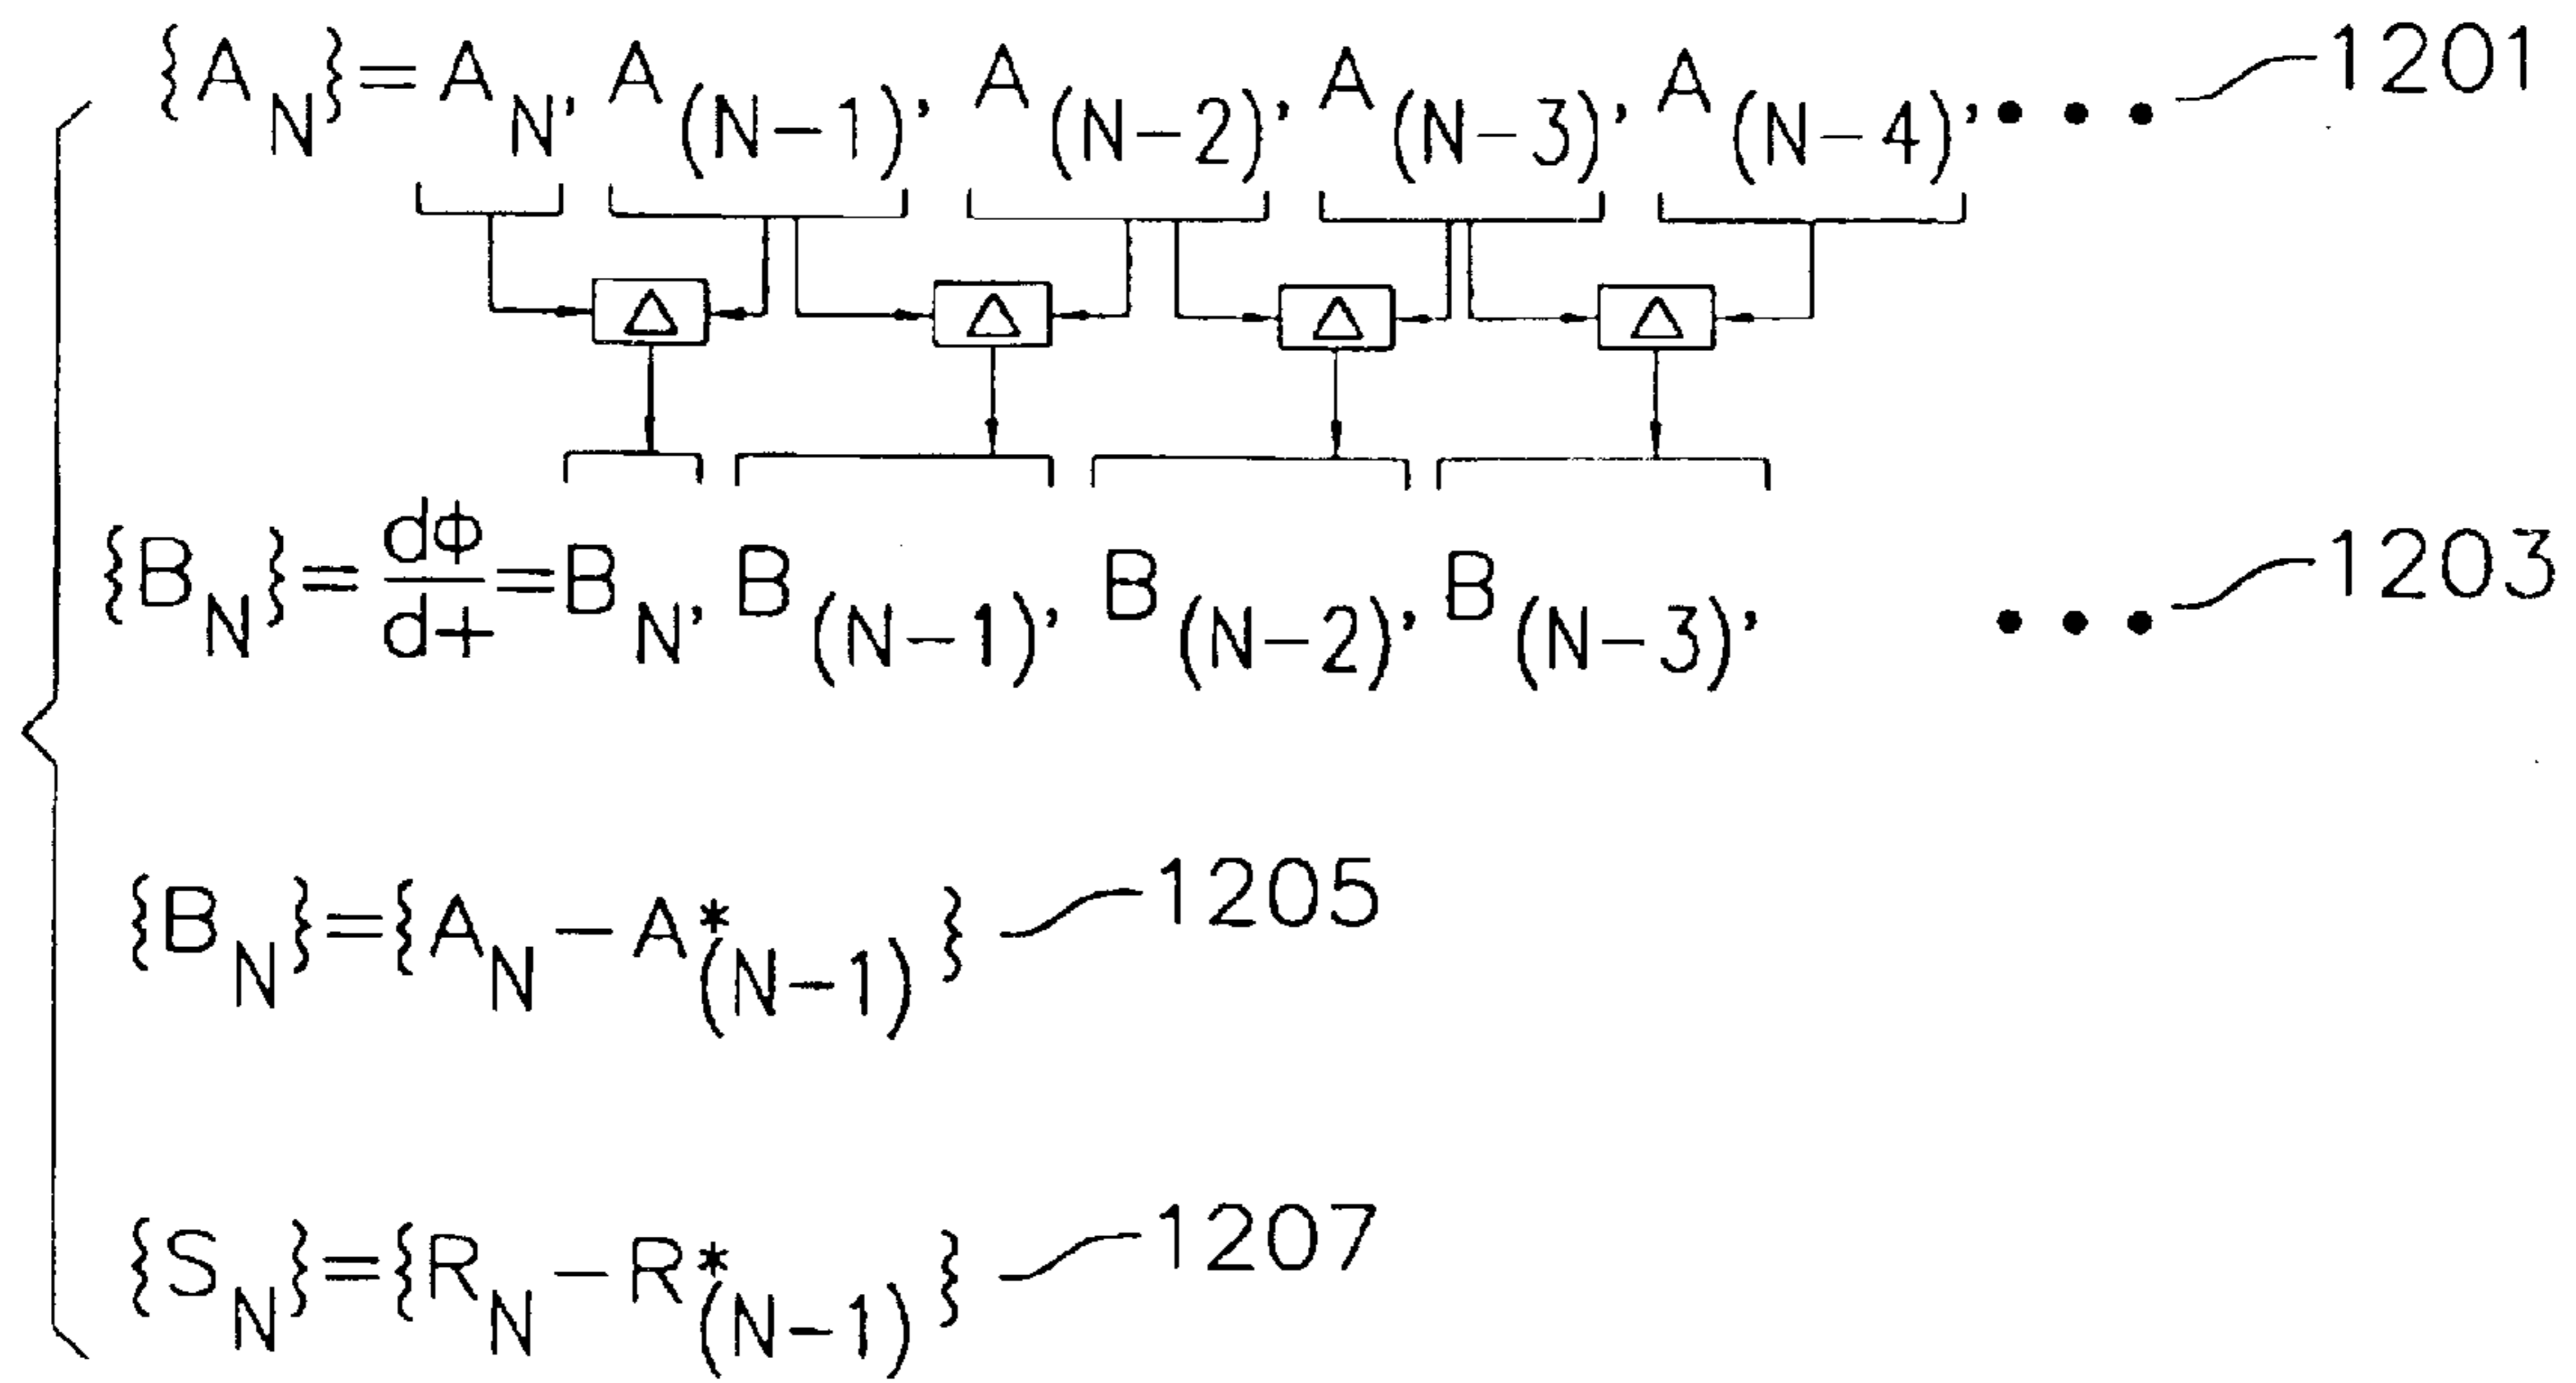 {A_N} = A_N, A_(N-1), A_(N-2), A_(N-3), A_(N-4), ••• 1201
Δ Δ Δ Δ
{B_N} = dΦ/dt = B_N, B_(N-1), B_(N-2), B_(N-3), ••• 1203
{B_N} = {A_N - A*_(N-1)} 1205
{S_N} = {R_N - R*_(N-1)} 1207